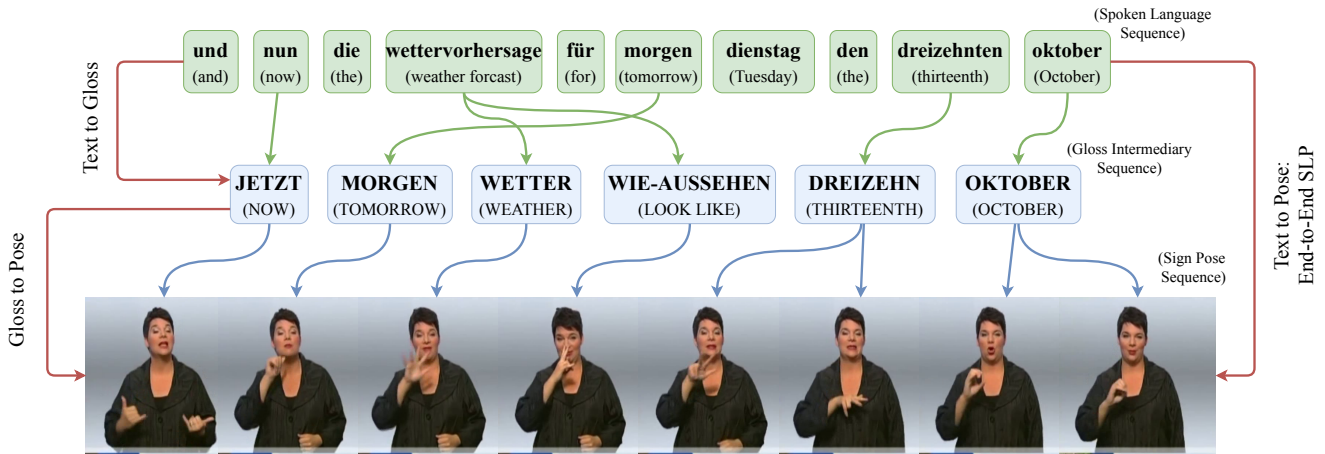 (Spoken Language
Sequence)
und nun die wettervorhersage für morgen dienstag den dreizehnten oktober
(and) (now) (the) (weather forcast) (for) (tomorrow) (Tuesday) (the) (thirteenth) (October)
Text to Gloss
(Gloss Intermediary
Sequence)
JETZT MORGEN WETTER WIE-AUSSEHEN DREIZEHN OKTOBER
(NOW) (TOMORROW) (WEATHER) (LOOK LIKE) (THIRTEENTH) (OCTOBER)
Text to Pose:
End-to-End SLP
Gloss to Pose
(Sign Pose
Sequence)